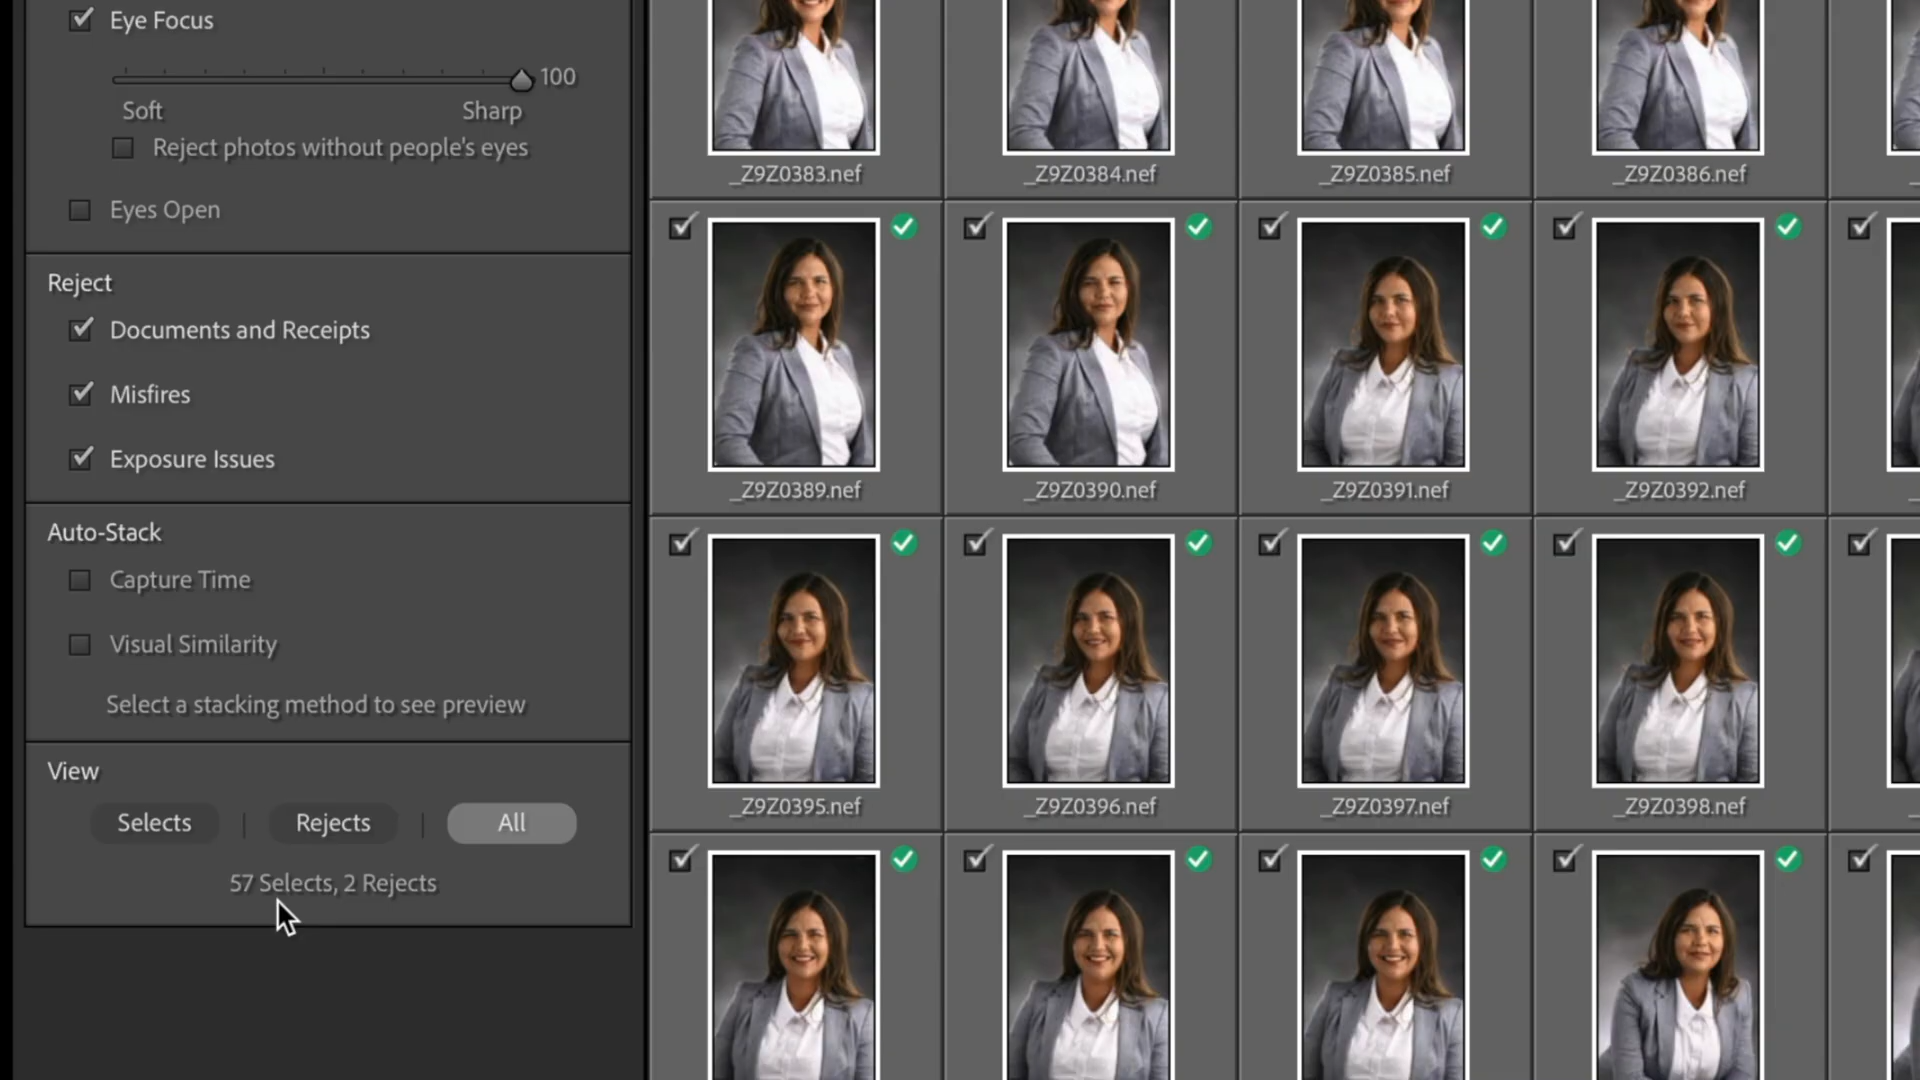 Eye Focus
100
Soft
Sharp
Reject photos without people's eyes
Eyes Open
Reject
Documents and Receipts
Misfires
Exposure Issues
Auto-Stack
Capture Time
Visual Similarity
Select a stacking method to see preview
View
Selects | Rejects | All
57 Selects, 2 Rejects
_Z9Z0383.nef
_Z9Z0384.nef
_Z9Z0385.nef
_Z9Z0386.nef
_Z9Z0389.nef
_Z9Z0390.nef
_Z9Z0391.nef
_Z9Z0392.nef
_Z9Z0395.nef
_Z9Z0396.nef
_Z9Z0397.nef
_Z9Z0398.nef